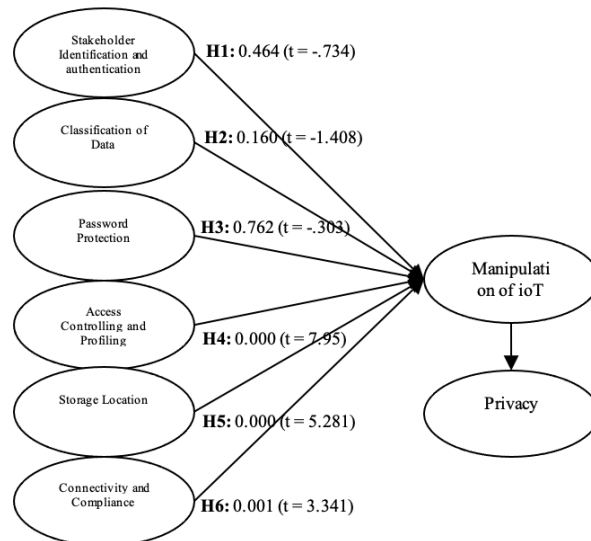 Stakeholder
Identification and
authentication
H1: 0.464 (t = -.734)
Classification of
Data
H2: 0.160 (t = -1.408)
Password
Protection
H3: 0.762 (t = -.303)
Access
Controlling and
Profiling
H4: 0.000 (t = 7.95)
Storage Location
H5: 0.000 (t = 5.281)
Connectivity and
Compliance
H6: 0.001 (t = 3.341)
Manipulati
on of ioT
Privacy